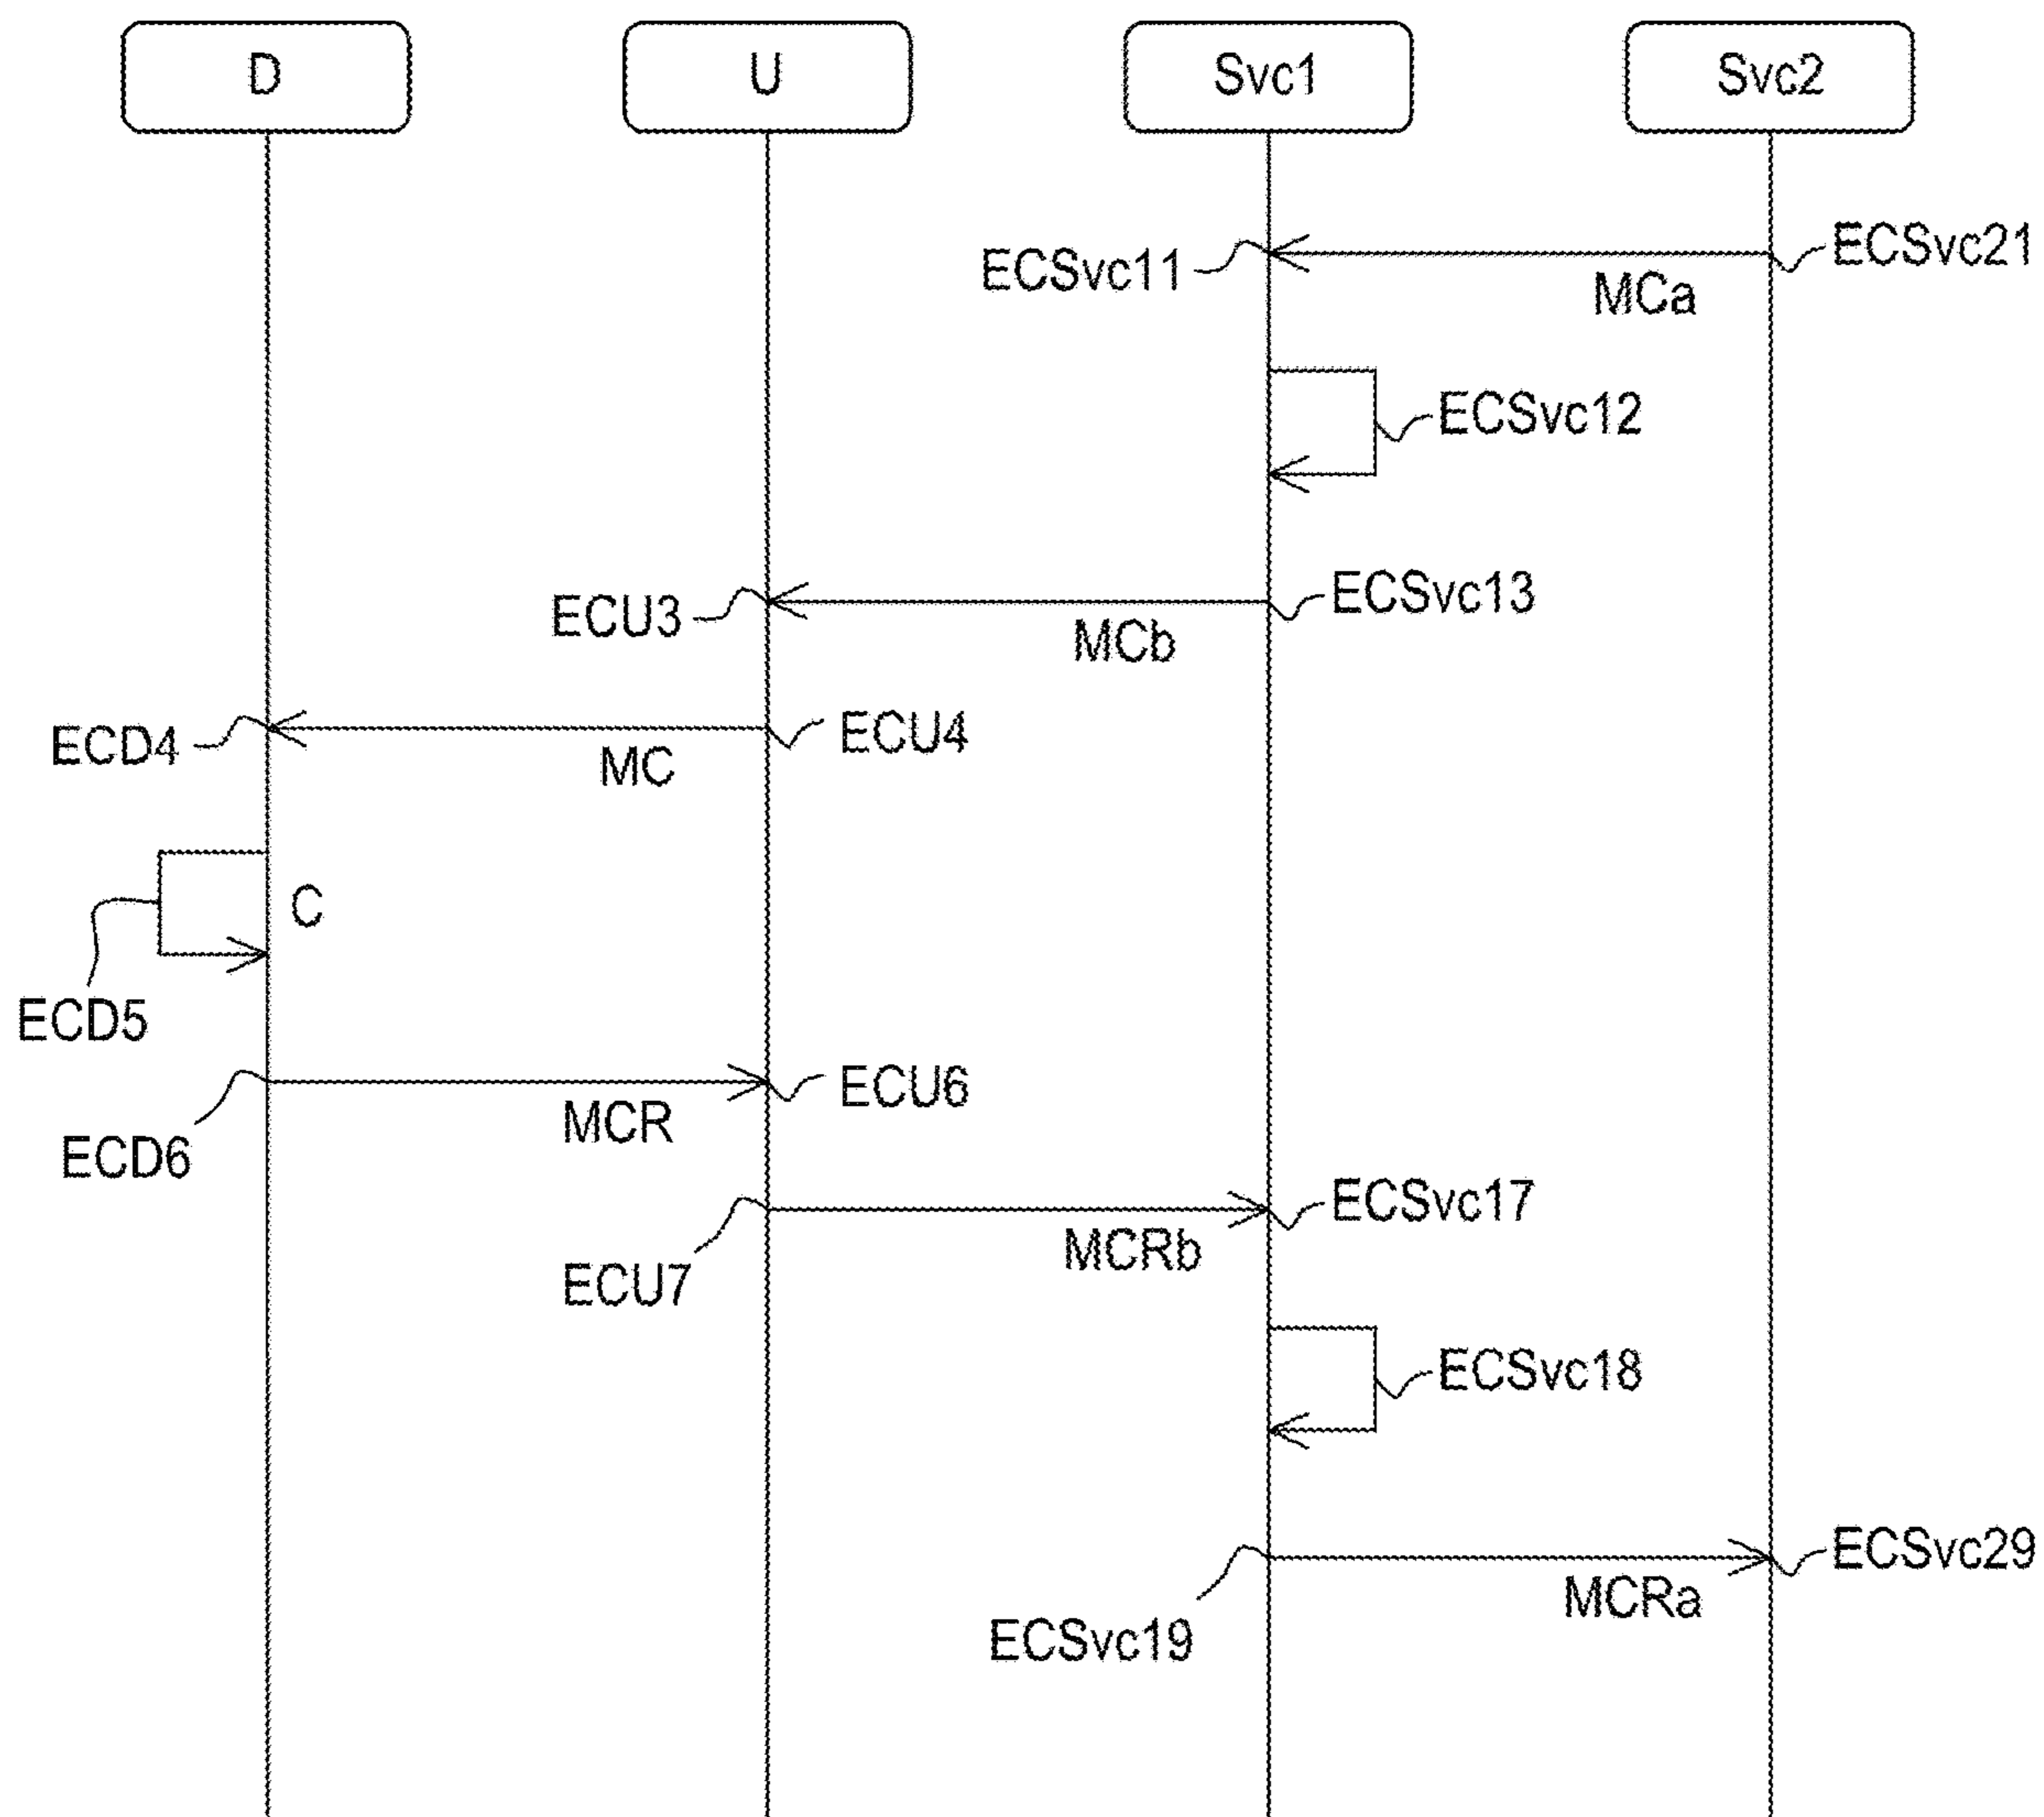 D
U
Svc1
Svc2
ECSvc11
ECSvc21
MCa
ECSvc12
ECU3
ECSvc13
MCb
ECD4
ECU4
MC
C
ECD5
ECU6
MCR
ECD6
ECSvc17
MCRb
ECU7
ECSvc18
ECSvc29
MCRa
ECSvc19